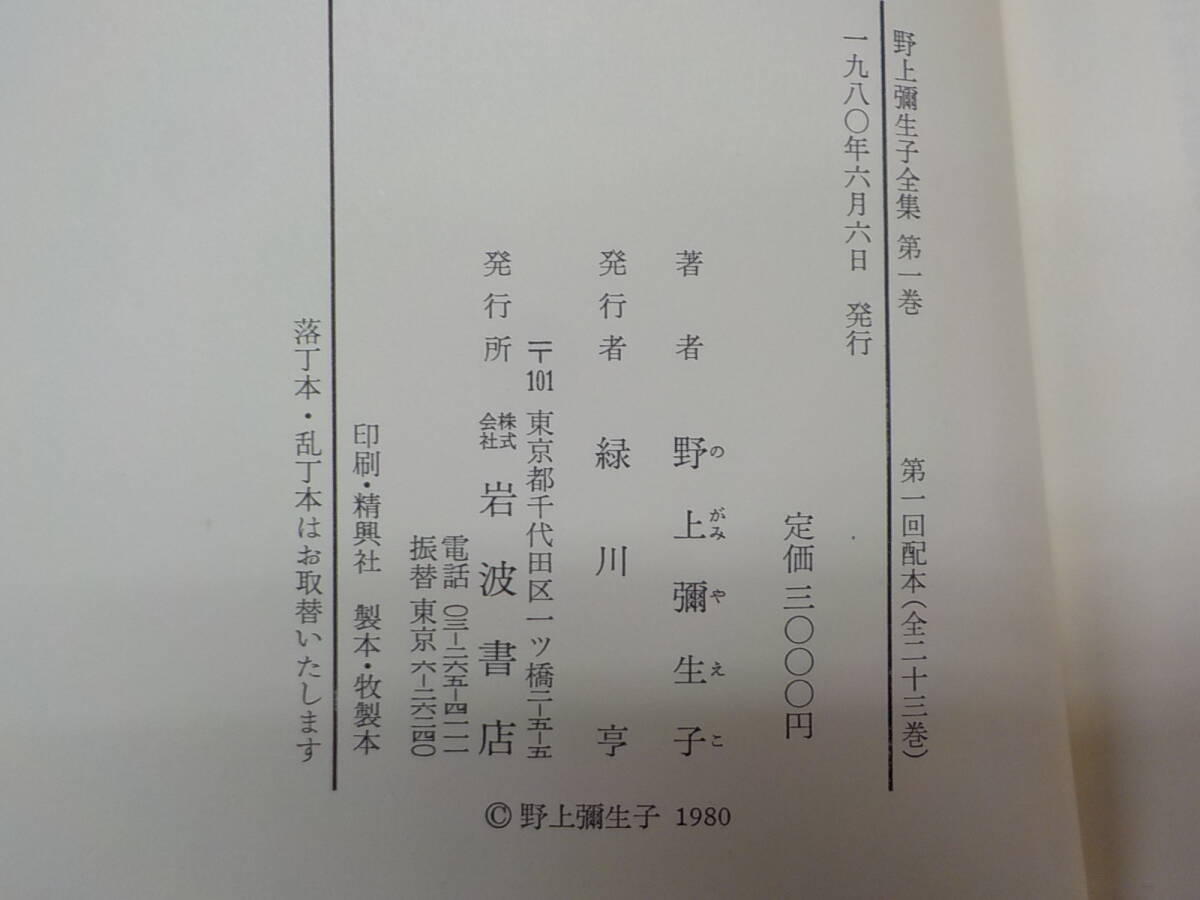 野上彌生子全集 第一巻 第一回配本(全二十三巻)
一九八〇年六月六日 発行
定価 三〇〇〇円
著者 野上彌生子
のがみやえこ
発行者 緑川亨
〒101 東京都千代田区一ツ橋二-五-五
発行所 株式会社 岩波書店
電話 〇三-二六五-四一一一
振替 東京 六-二六二四〇
印刷・精興社 製本・牧製本
落丁本・乱丁本はお取替いたします
© 野上彌生子 1980